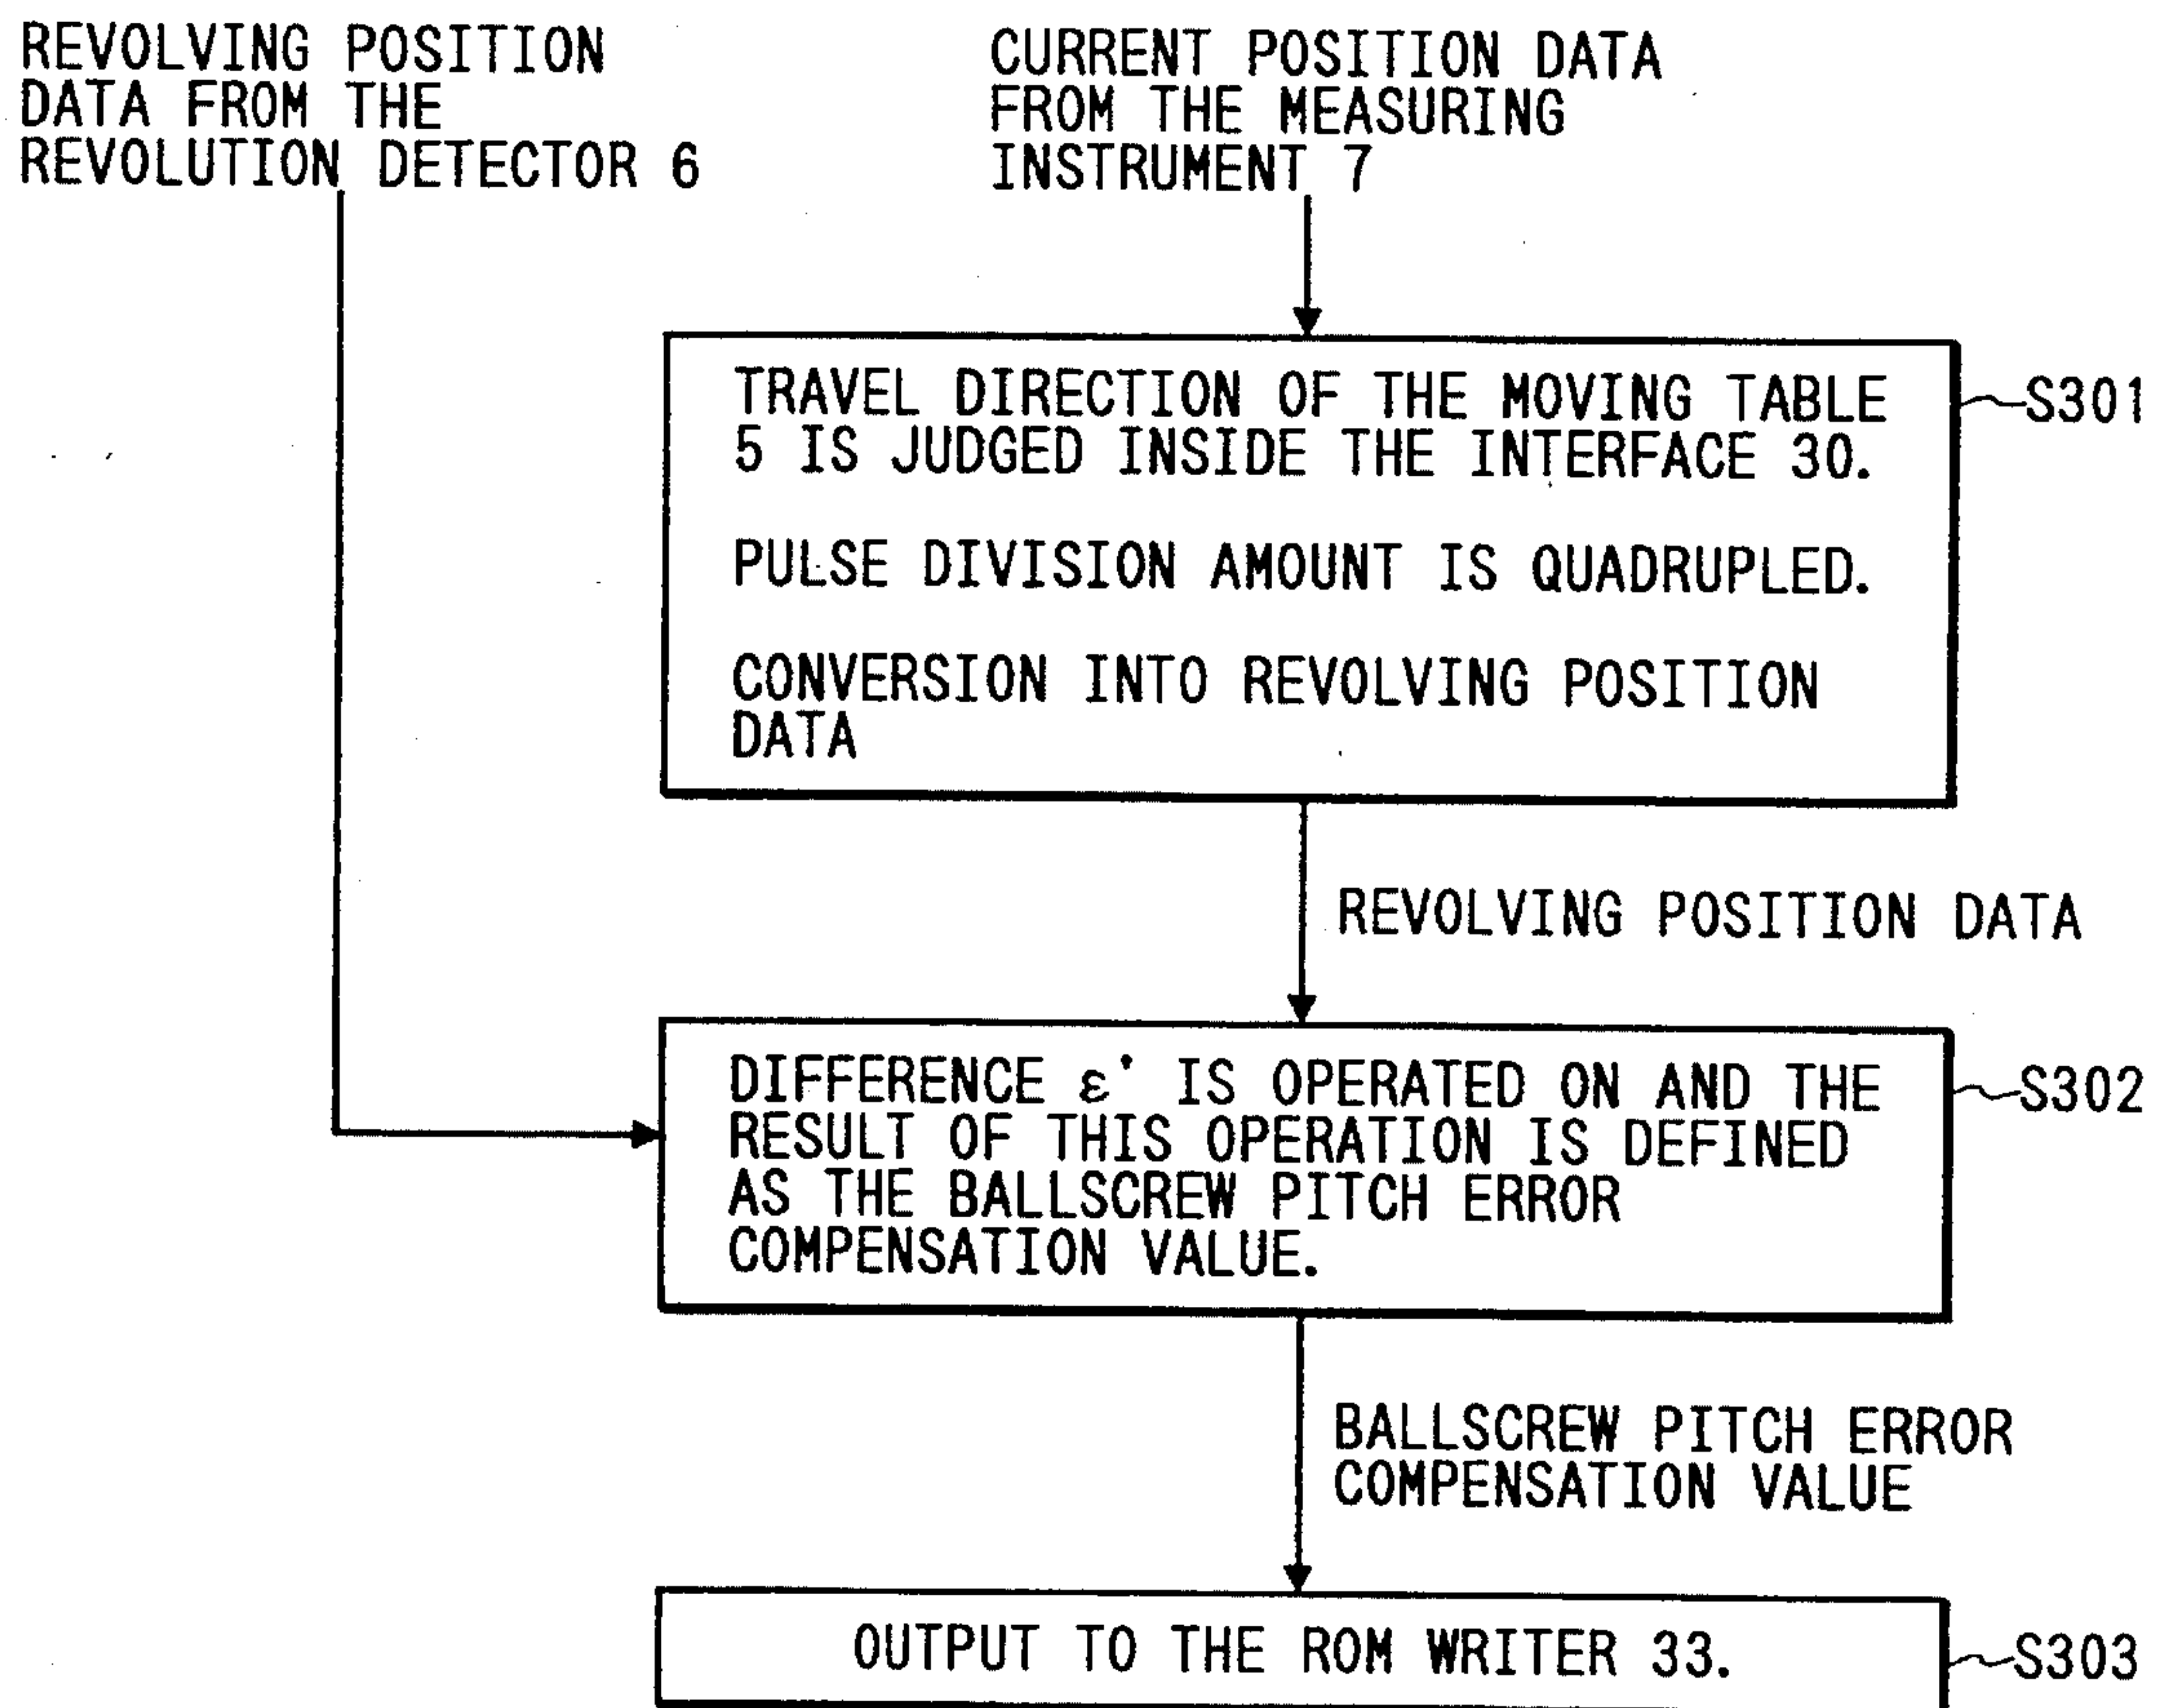 REVOLVING POSITION
DATA FROM THE
REVOLUTION DETECTOR 6
CURRENT POSITION DATA
FROM THE MEASURING
INSTRUMENT 7
TRAVEL DIRECTION OF THE MOVING TABLE
5 IS JUDGED INSIDE THE INTERFACE 30.
PULSE DIVISION AMOUNT IS QUADRUPLED.
CONVERSION INTO REVOLVING POSITION
DATA
S301
REVOLVING POSITION DATA
DIFFERENCE ε' IS OPERATED ON AND THE
RESULT OF THIS OPERATION IS DEFINED
AS THE BALLSCREW PITCH ERROR
COMPENSATION VALUE.
S302
BALLSCREW PITCH ERROR
COMPENSATION VALUE
OUTPUT TO THE ROM WRITER 33.
S303